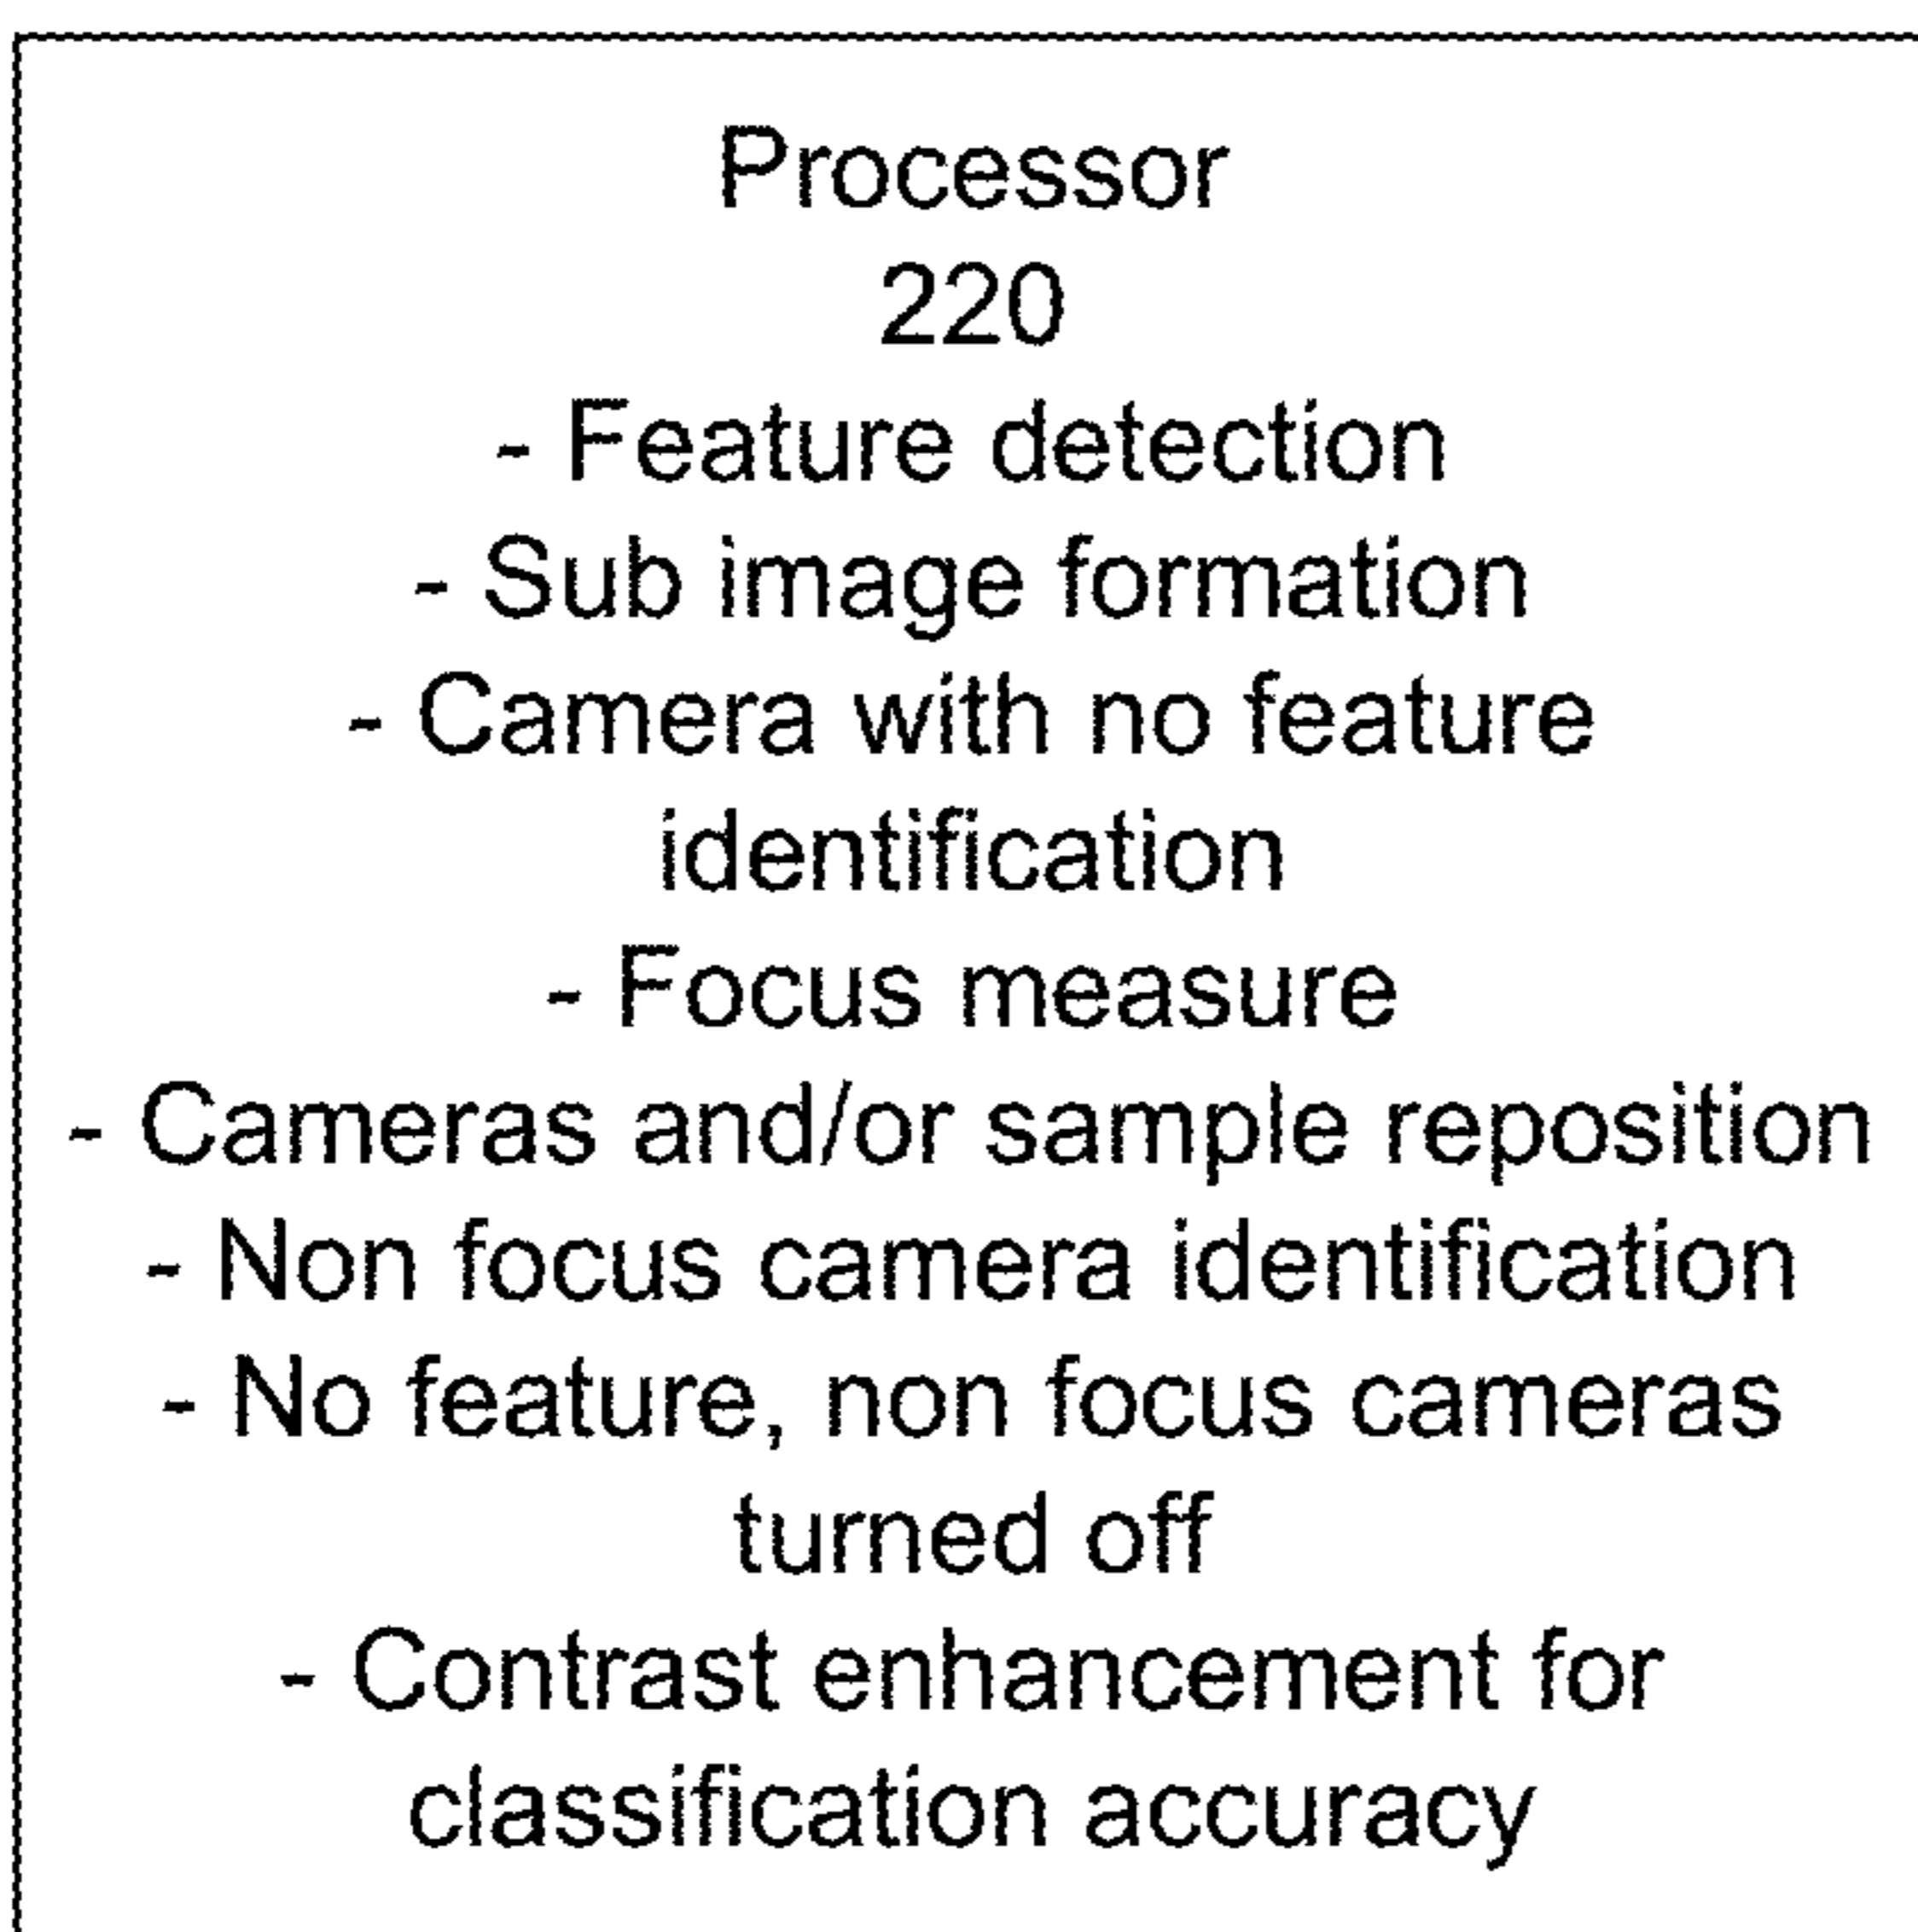 Processor
220
- Feature detection
- Sub image formation
- Camera with no feature
identification
- Focus measure
- Cameras and/or sample reposition
- Non focus camera identification
- No feature, non focus cameras
turned off
- Contrast enhancement for
classification accuracy